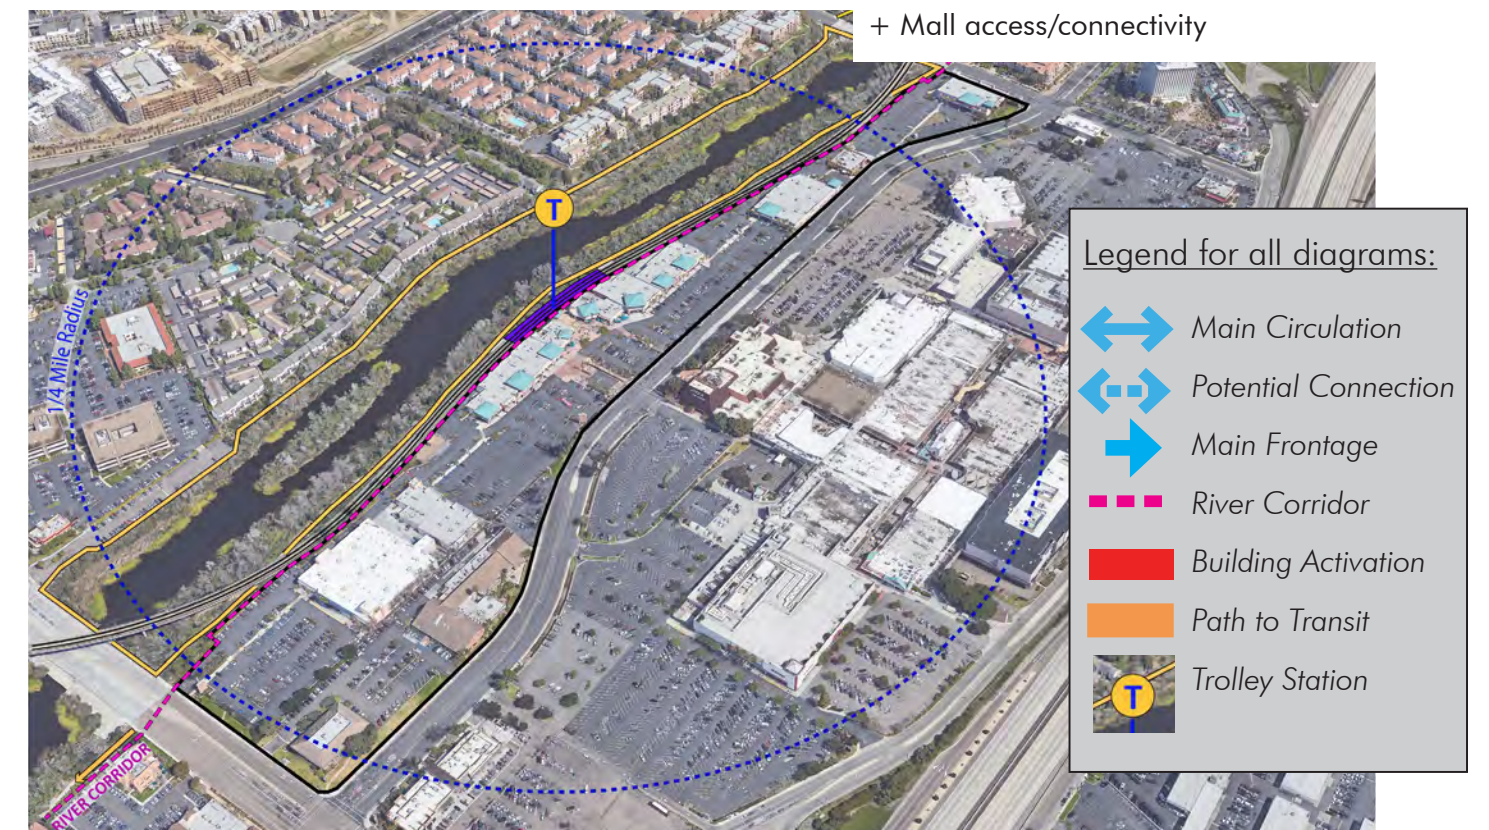 + Mall access/connectivity
T
1/4 Mile Radius
RIVER CORRIDOR
Legend for all diagrams:
Main Circulation
Potential Connection
Main Frontage
River Corridor
Building Activation
Path to Transit
T
Trolley Station